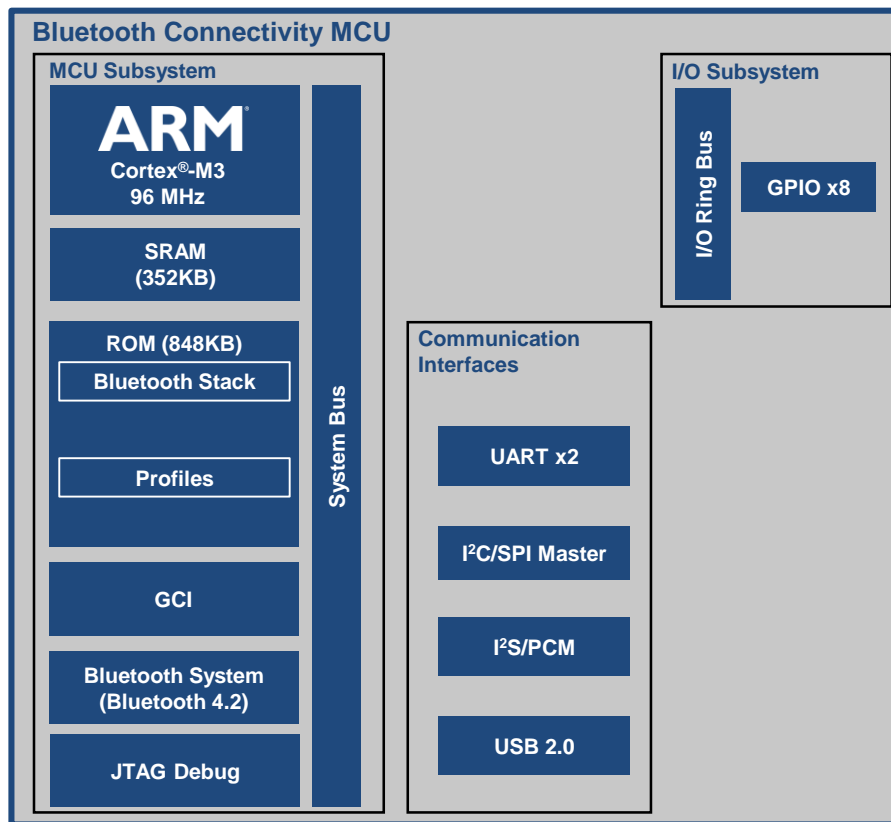 Bluetooth Connectivity MCU
MCU Subsystem
ARM®
Cortex®-M3
96 MHz
SRAM
(352KB)
ROM (848KB)
Bluetooth Stack
Profiles
GCI
Bluetooth System
(Bluetooth 4.2)
JTAG Debug
System Bus
Communication
Interfaces
UART x2
I²C/SPI Master
I²S/PCM
USB 2.0
I/O Subsystem
I/O Ring Bus
GPIO x8